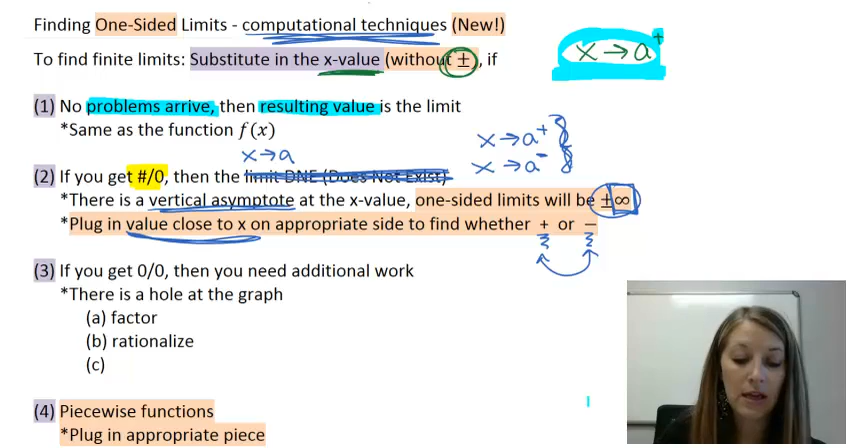 Finding One-Sided Limits - computational techniques (New!)
x → a⁺
To find finite limits: Substitute in the x-value (without ±), if
(1) No problems arrive, then resulting value is the limit
*Same as the function f(x)
x → a⁺
x → a
x → a⁻
(2) If you get #/0, then the limit DNE (Does Not Exist)
*There is a vertical asymptote at the x-value, one-sided limits will be ±∞
*Plug in value close to x on appropriate side to find whether + or −
(3) If you get 0/0, then you need additional work
*There is a hole at the graph
(a) factor
(b) rationalize
(c)
(4) Piecewise functions
*Plug in appropriate piece